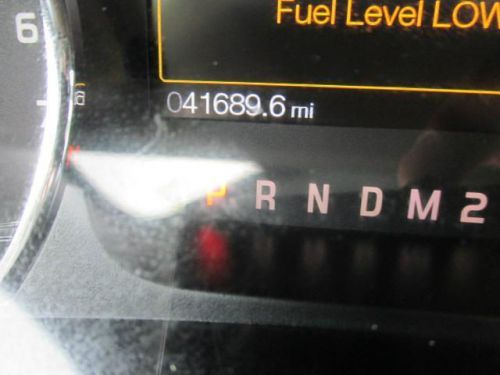 6
Fuel Level LOW
041689.6 mi
P R N D M 2